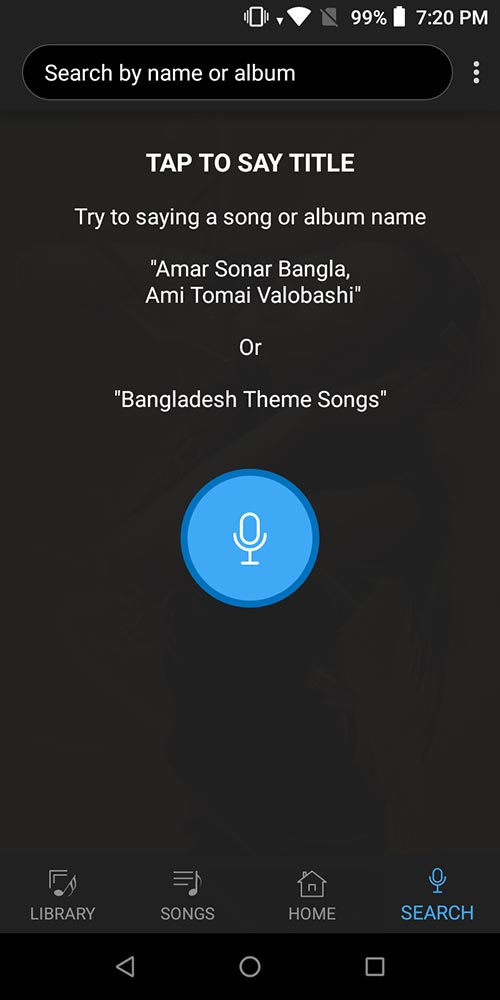 99% 7:20 PM
Search by name or album
TAP TO SAY TITLE
Try to saying a song or album name
"Amar Sonar Bangla,
Ami Tomai Valobashi"
Or
"Bangladesh Theme Songs"
LIBRARY SONGS HOME SEARCH